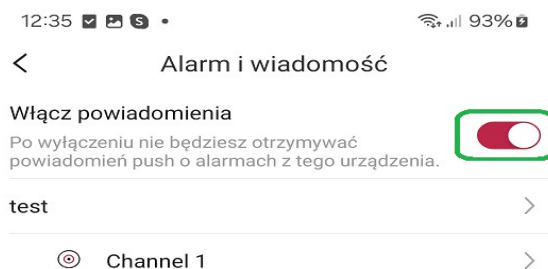 12:35 93%
Alarm i wiadomość
Włącz powiadomienia
Po wyłączeniu nie będziesz otrzymywać
powiadomień push o alarmach z tego urządzenia.
test
Channel 1